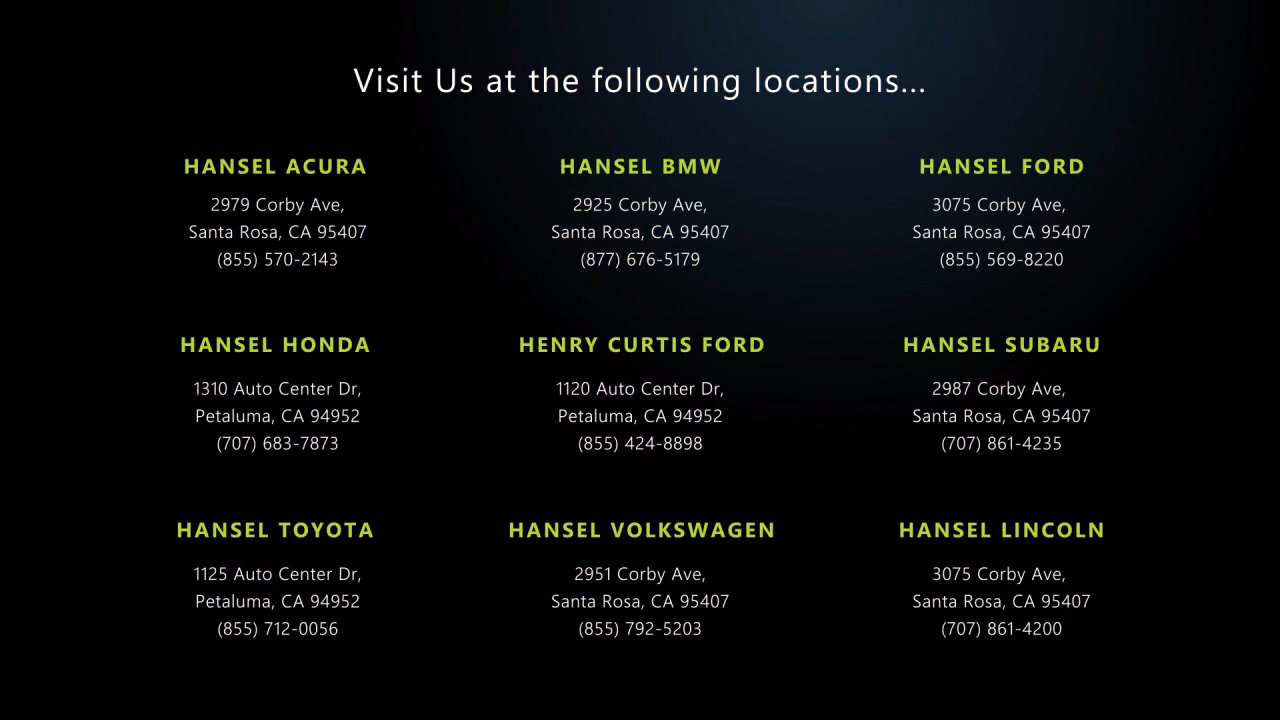 Visit Us at the following locations...
HANSEL ACURA
2979 Corby Ave,
Santa Rosa, CA 95407
(855) 570-2143
HANSEL BMW
2925 Corby Ave,
Santa Rosa, CA 95407
(877) 676-5179
HANSEL FORD
3075 Corby Ave,
Santa Rosa, CA 95407
(855) 569-8220
HANSEL HONDA
1310 Auto Center Dr,
Petaluma, CA 94952
(707) 683-7873
HENRY CURTIS FORD
1120 Auto Center Dr,
Petaluma, CA 94952
(855) 424-8898
HANSEL SUBARU
2987 Corby Ave,
Santa Rosa, CA 95407
(707) 861-4235
HANSEL TOYOTA
1125 Auto Center Dr,
Petaluma, CA 94952
(855) 712-0056
HANSEL VOLKSWAGEN
2951 Corby Ave,
Santa Rosa, CA 95407
(855) 792-5203
HANSEL LINCOLN
3075 Corby Ave,
Santa Rosa, CA 95407
(707) 861-4200